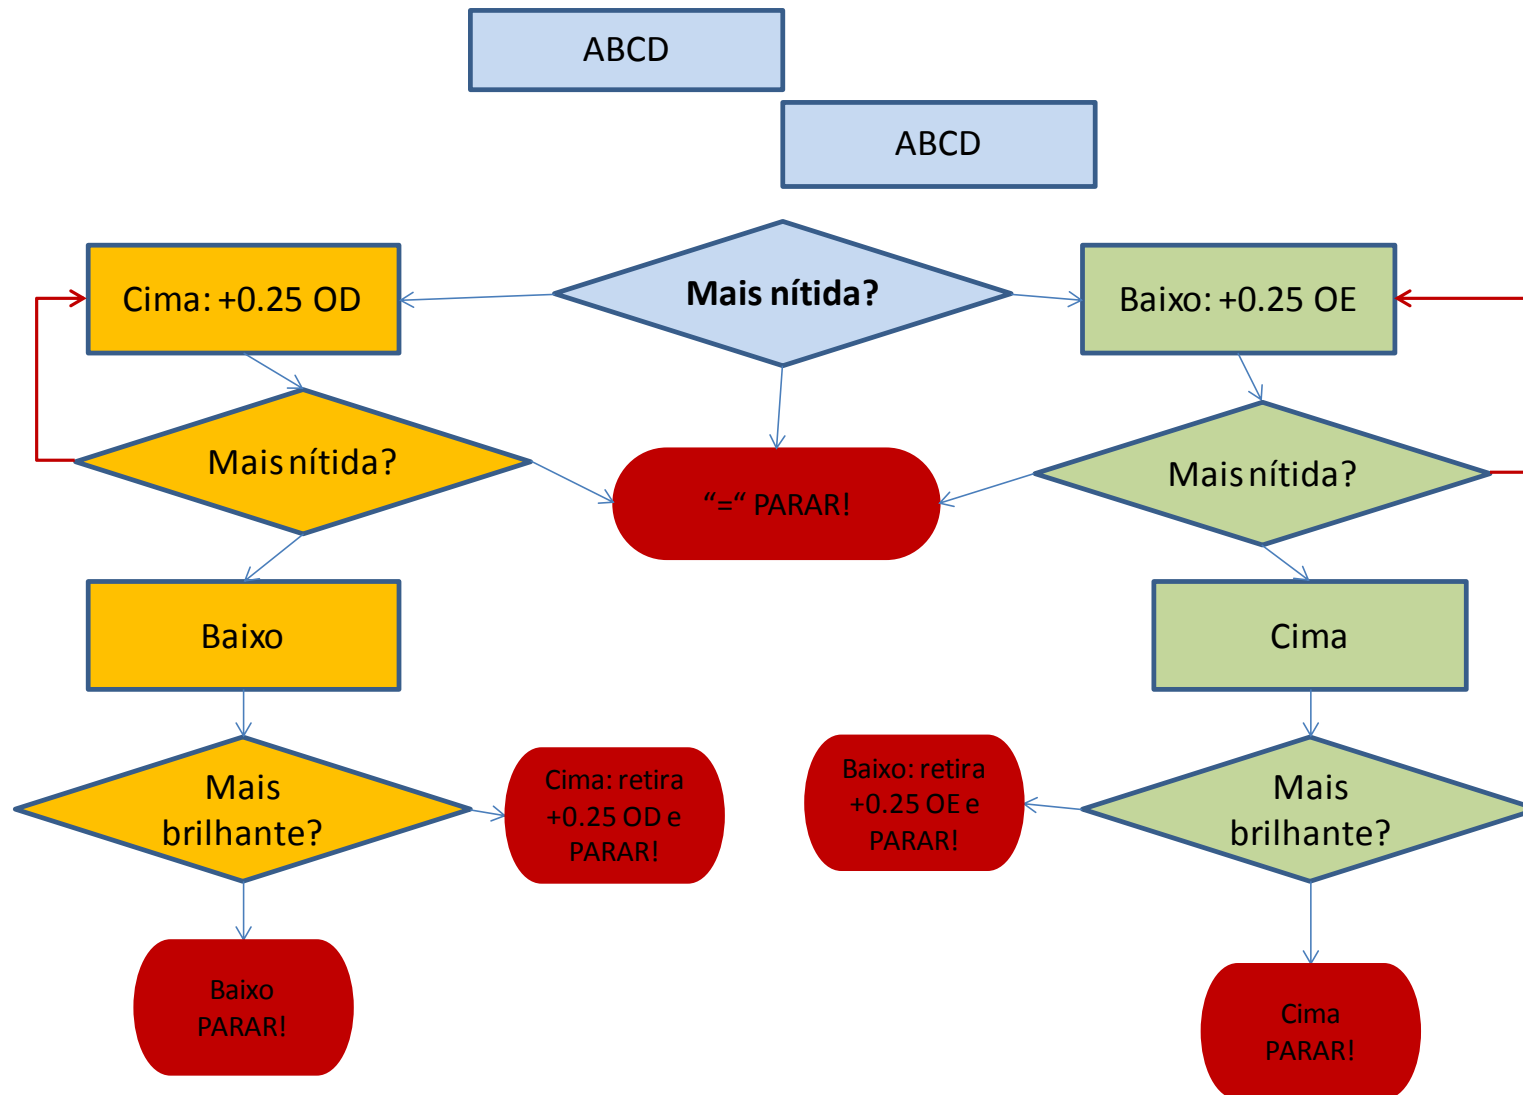 ABCD
ABCD
Mais nítida?
Cima: +0.25 OD
Baixo: +0.25 OE
Mais nítida?
Mais nítida?
“=“ PARAR!
Baixo
Cima
Mais
brilhante?
Cima: retira
+0.25 OD e
PARAR!
Baixo: retira
+0.25 OE e
PARAR!
Mais
brilhante?
Baixo
PARAR!
Cima
PARAR!